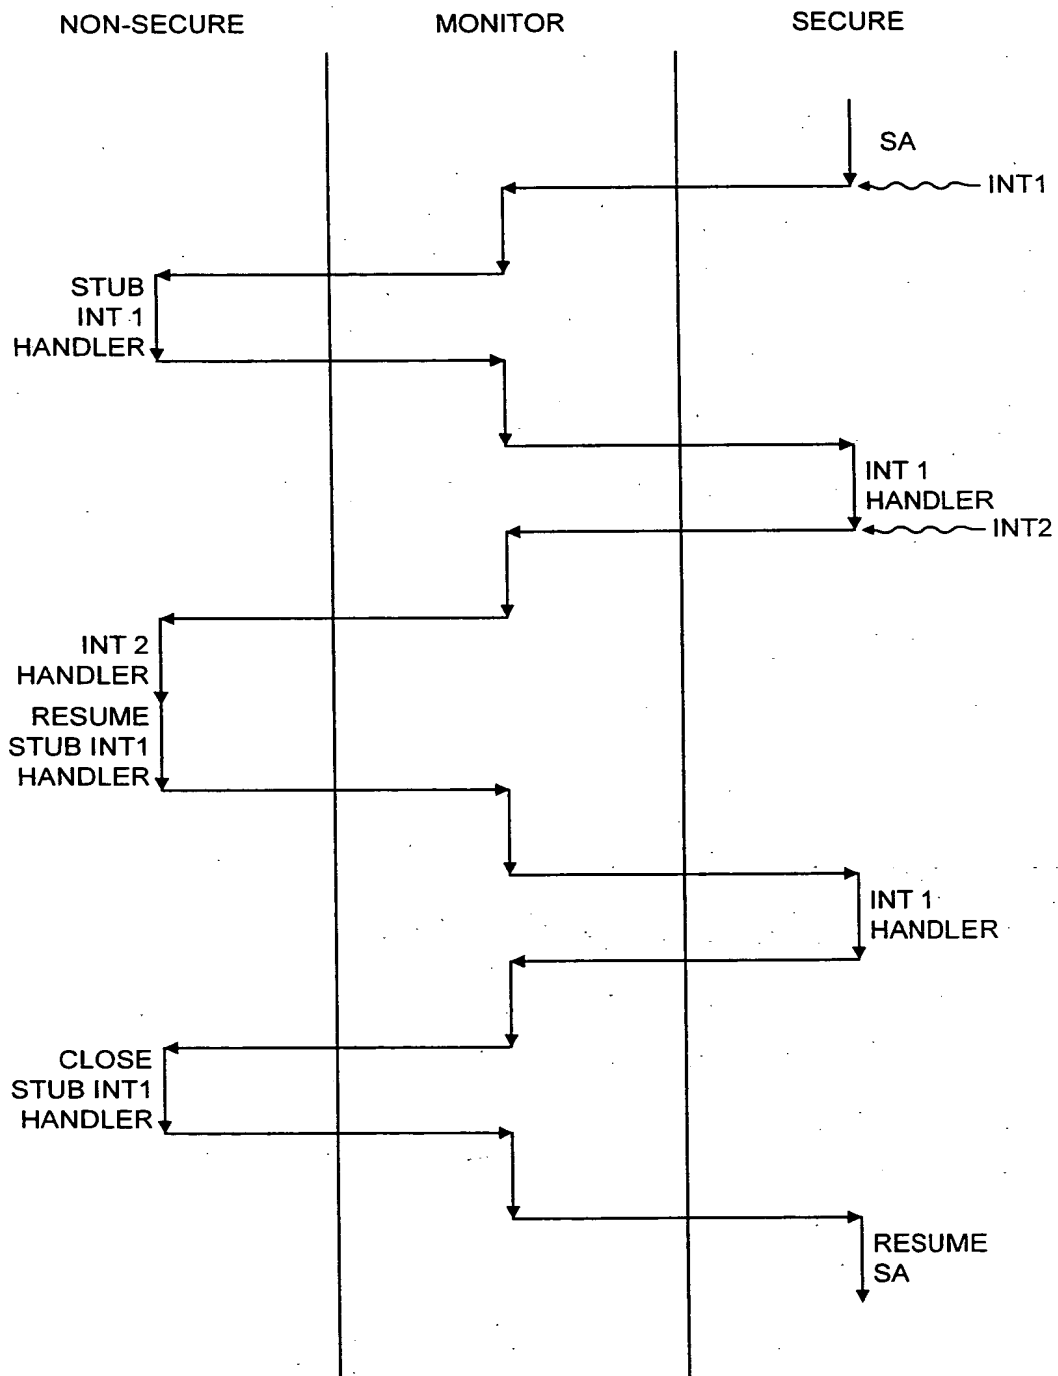 NON-SECURE
MONITOR
SECURE
SA
INT1
STUB
INT 1
HANDLER
INT 1
HANDLER
INT2
INT 2
HANDLER
RESUME
STUB INT1
HANDLER
INT 1
HANDLER
CLOSE
STUB INT1
HANDLER
RESUME
SA